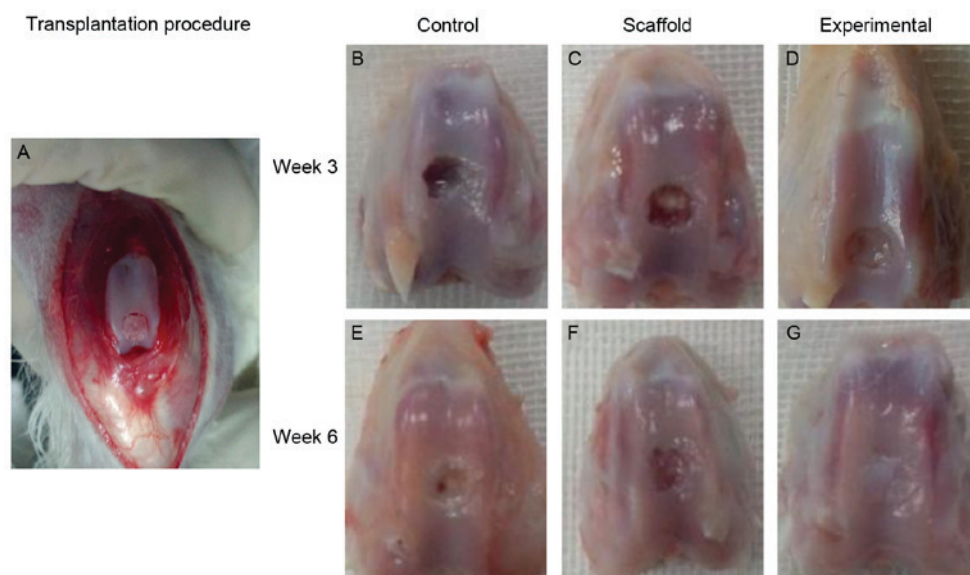 Transplantation procedure
Control
Scaffold
Experimental
A
Week 3
B
C
D
Week 6
E
F
G